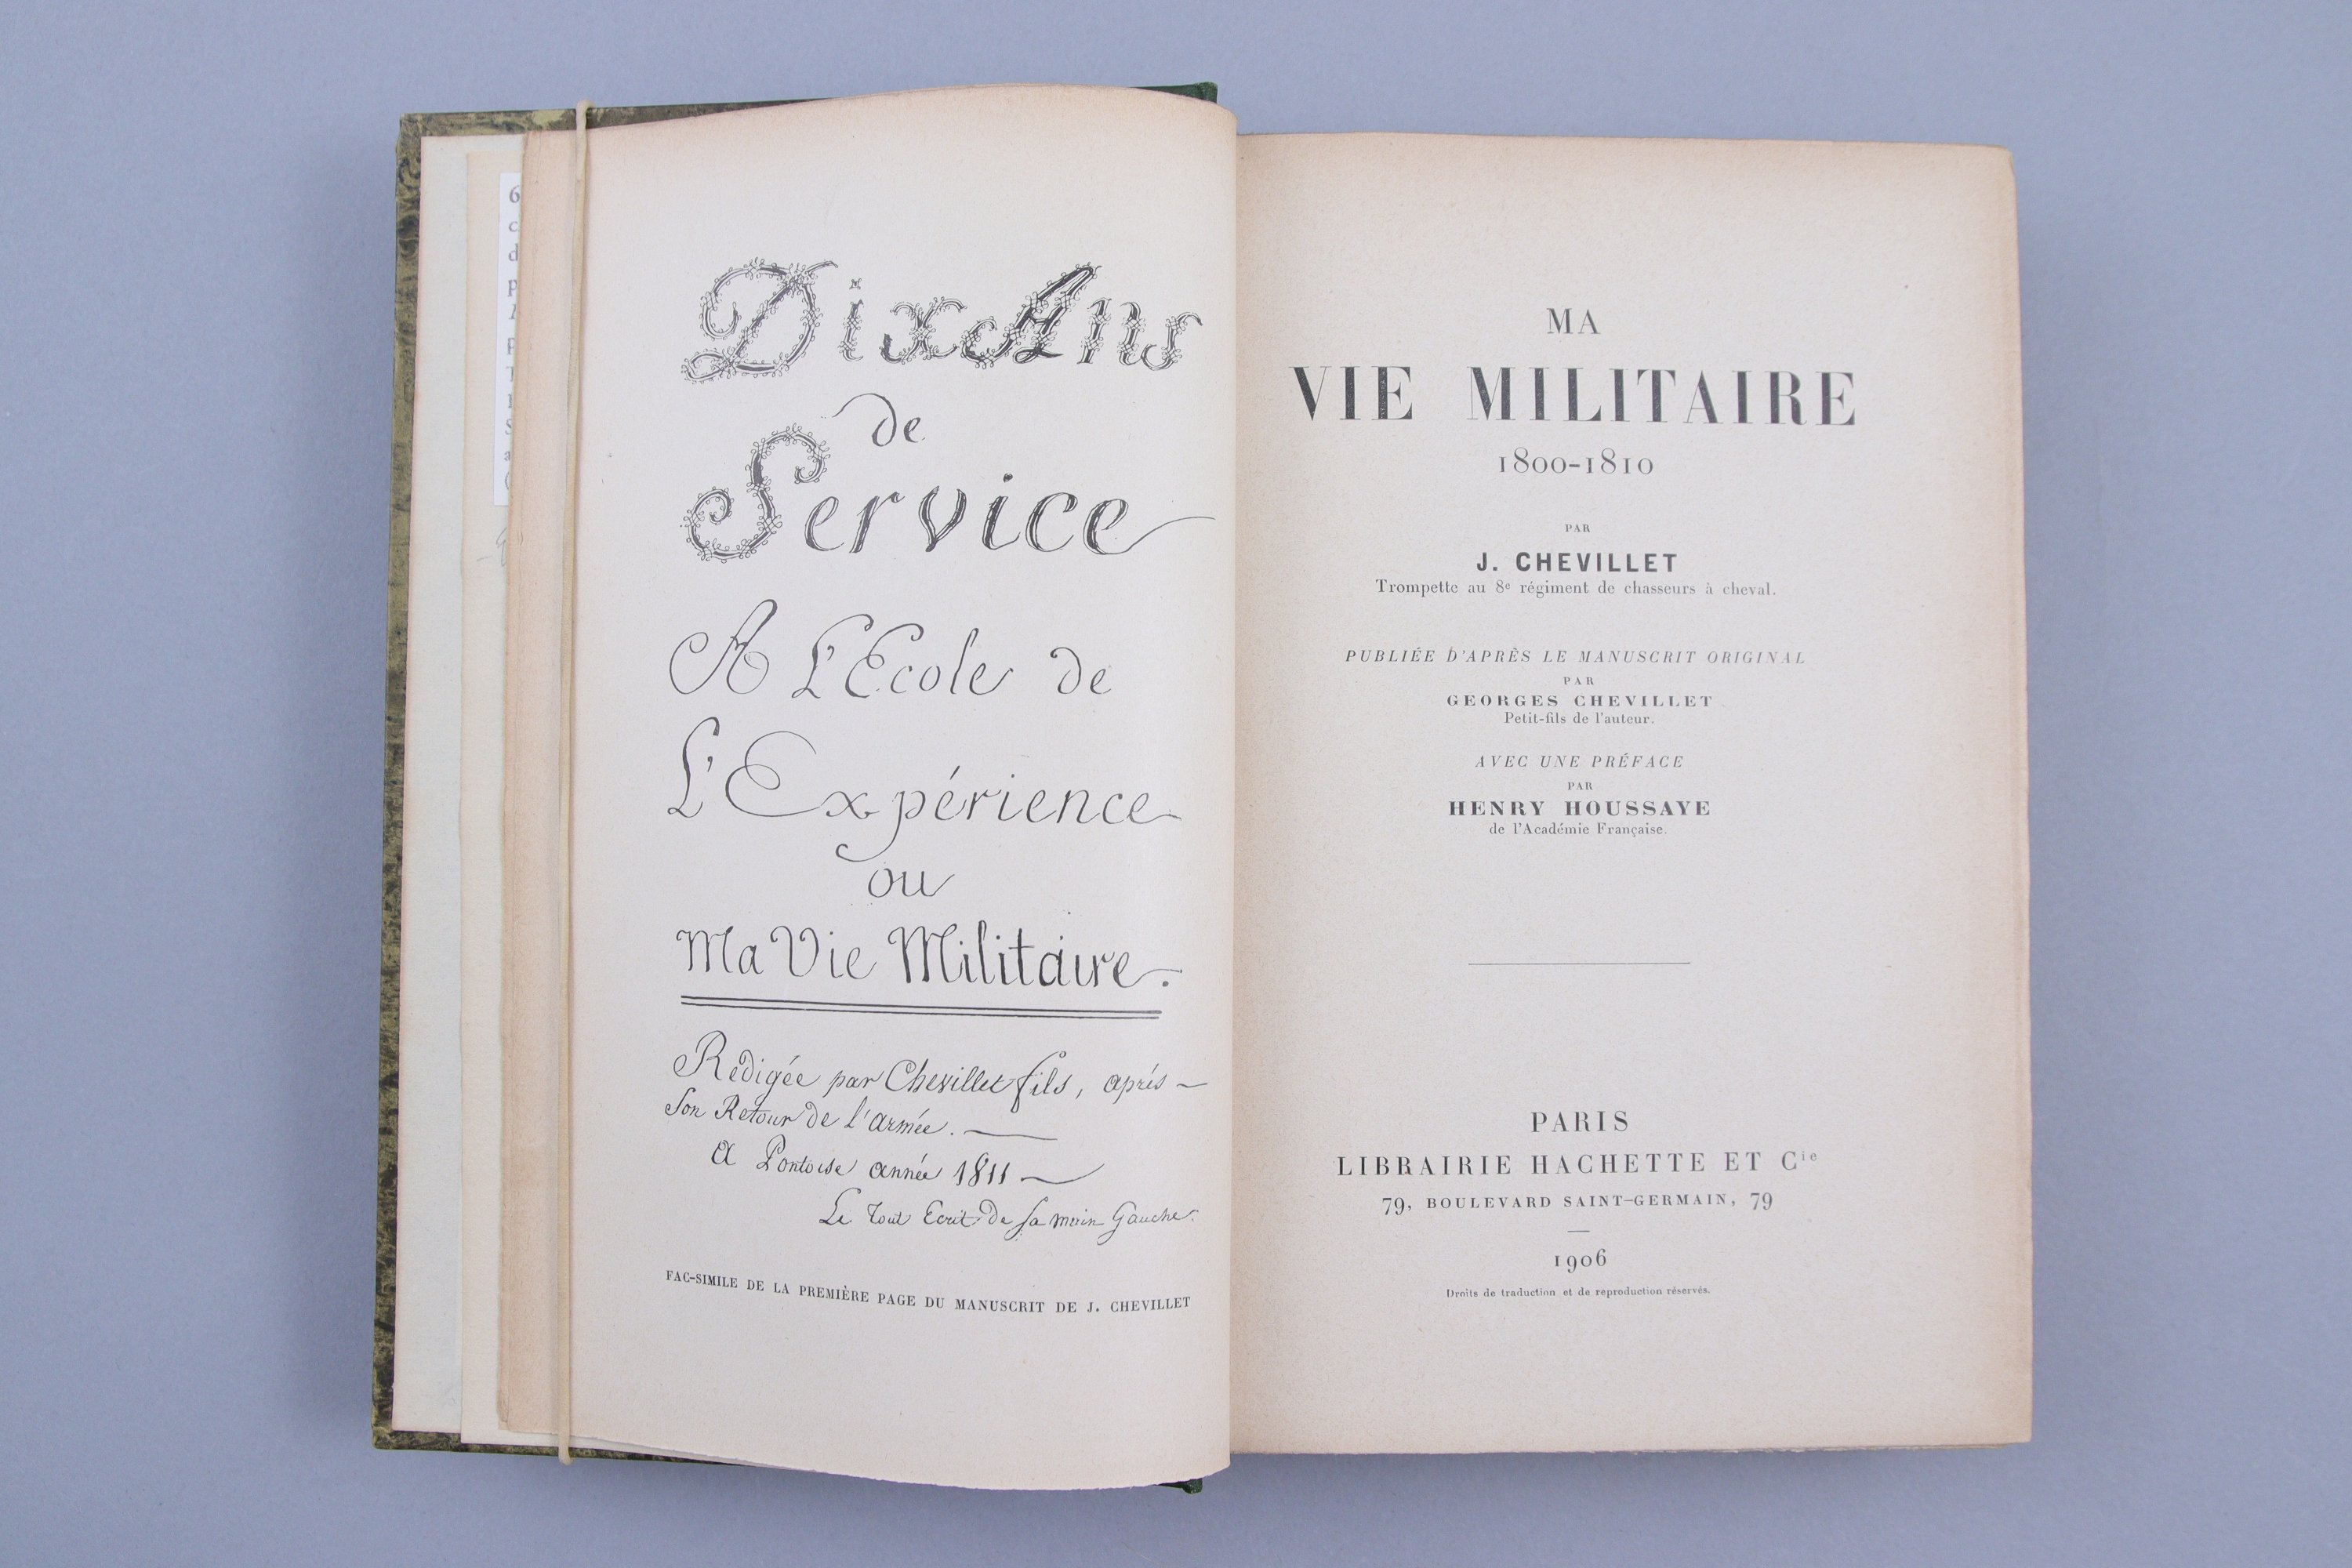 Dix Ans
de
Service
A L'Ecole de
L'Expérience
ou
Ma Vie Militaire.
Rédigée par Chevillet fils, après
Son Retour de l'armée.
A Pontoise année 1811
Le Tout Ecrit De sa main Gauche.
FAC-SIMILE DE LA PREMIÈRE PAGE DU MANUSCRIT DE J. CHEVILLET
MA
VIE MILITAIRE
1800-1810
PAR
J. CHEVILLET
Trompette au 8e régiment de chasseurs à cheval.
PUBLIÉE D'APRÈS LE MANUSCRIT ORIGINAL
PAR
GEORGES CHEVILLET
Petit-fils de l'auteur.
AVEC UNE PRÉFACE
PAR
HENRY HOUSSAYE
de l'Académie Française.
PARIS
LIBRAIRIE HACHETTE ET Cie
79, BOULEVARD SAINT-GERMAIN, 79
1906
Droits de traduction et de reproduction réservés.